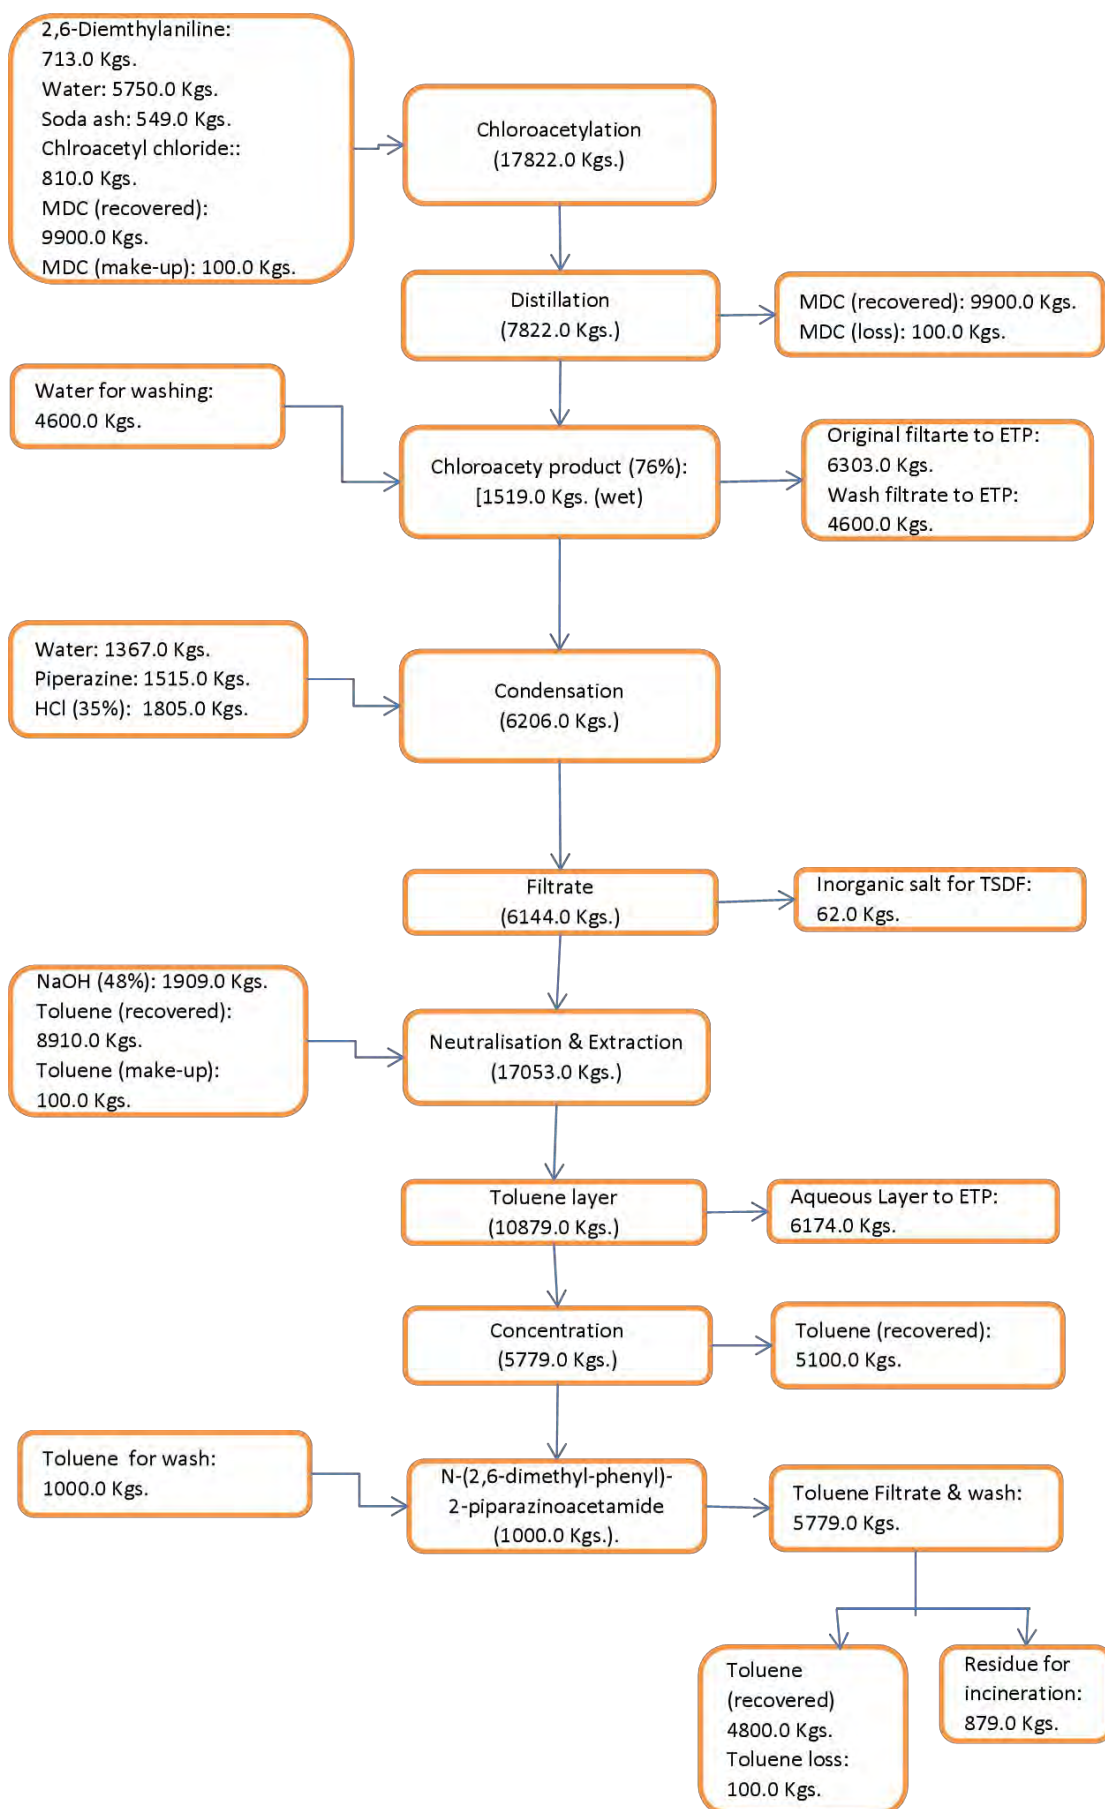 2,6-Diemthylaniline:
713.0 Kgs.
Water: 5750.0 Kgs.
Soda ash: 549.0 Kgs.
Chlroacetyl chloride::
810.0 Kgs.
MDC (recovered):
9900.0 Kgs.
MDC (make-up): 100.0 Kgs.
Chloroacetylation
(17822.0 Kgs.)
Distillation
(7822.0 Kgs.)
MDC (recovered): 9900.0 Kgs.
MDC (loss): 100.0 Kgs.
Water for washing:
4600.0 Kgs.
Chloroacety product (76%):
[1519.0 Kgs. (wet)
Original filtarte to ETP:
6303.0 Kgs.
Wash filtrate to ETP:
4600.0 Kgs.
Water: 1367.0 Kgs.
Piperazine: 1515.0 Kgs.
HCl (35%):  1805.0 Kgs.
Condensation
(6206.0 Kgs.)
Filtrate
(6144.0 Kgs.)
Inorganic salt for TSDF:
62.0 Kgs.
NaOH (48%): 1909.0 Kgs.
Toluene (recovered):
8910.0 Kgs.
Toluene (make-up):
100.0 Kgs.
Neutralisation & Extraction
(17053.0 Kgs.)
Toluene layer
(10879.0 Kgs.)
Aqueous Layer to ETP:
6174.0 Kgs.
Concentration
(5779.0 Kgs.)
Toluene (recovered):
5100.0 Kgs.
Toluene  for wash:
1000.0 Kgs.
N-(2,6-dimethyl-phenyl)-
2-piparazinoacetamide
(1000.0 Kgs.).
Toluene Filtrate & wash:
5779.0 Kgs.
Toluene
(recovered)
4800.0 Kgs.
Toluene loss:
100.0 Kgs.
Residue for
incineration:
879.0 Kgs.